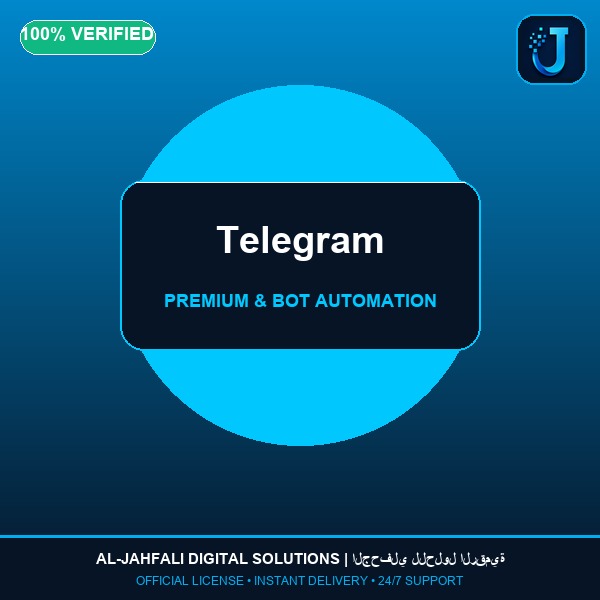 100% VERIFIED
J
Telegram
PREMIUM & BOT AUTOMATION
AL-JAHFALI DIGITAL SOLUTIONS | الجحفلي للحلول الرقمية
OFFICIAL LICENSE • INSTANT DELIVERY • 24/7 SUPPORT